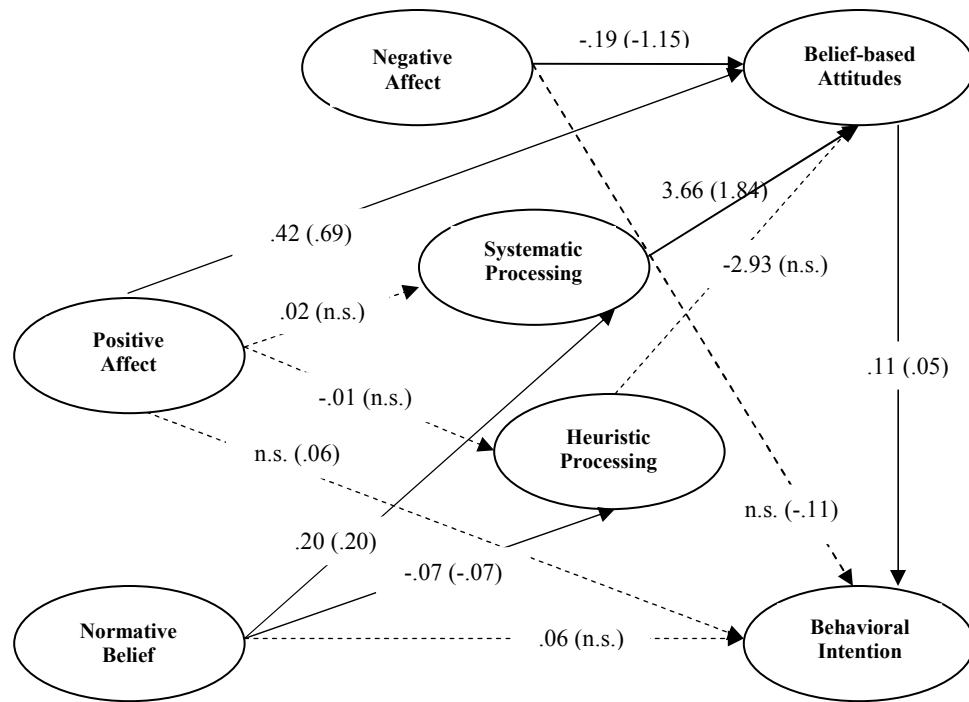 -.19 (-1.15)
Negative
Affect
Belief-based
Attitudes
3.66 (1.84)
.42 (.69)
Systematic
Processing
-2.93 (n.s.)
.02 (n.s.)
Positive
Affect
.11 (.05)
-.01 (n.s.)
n.s. (.06)
Heuristic
Processing
n.s. (-.11)
.20 (.20)
-.07 (-.07)
Normative
Belief
.06 (n.s.)
Behavioral
Intention